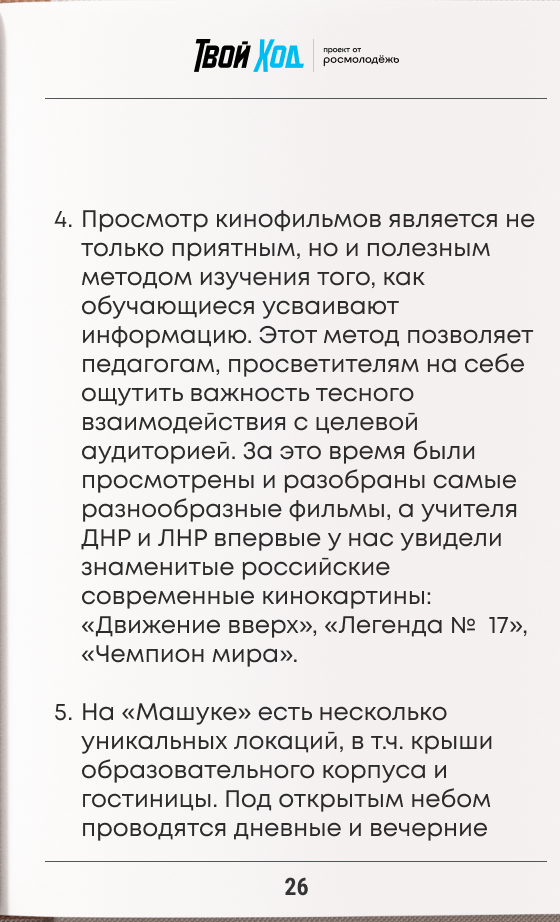 ТВОЙ ХОД
проект от
росмолодёжь
4. Просмотр кинофильмов является не
только приятным, но и полезным
методом изучения того, как
обучающиеся усваивают
информацию. Этот метод позволяет
педагогам, просветителям на себе
ощутить важность тесного
взаимодействия с целевой
аудиторией. За это время были
просмотрены и разобраны самые
разнообразные фильмы, а учителя
ДНР и ЛНР впервые у нас увидели
знаменитые российские
современные кинокартины:
«Движение вверх», «Легенда № 17»,
«Чемпион мира».
5. На «Машуке» есть несколько
уникальных локаций, в т.ч. крыши
образовательного корпуса и
гостиницы. Под открытым небом
проводятся дневные и вечерние
26